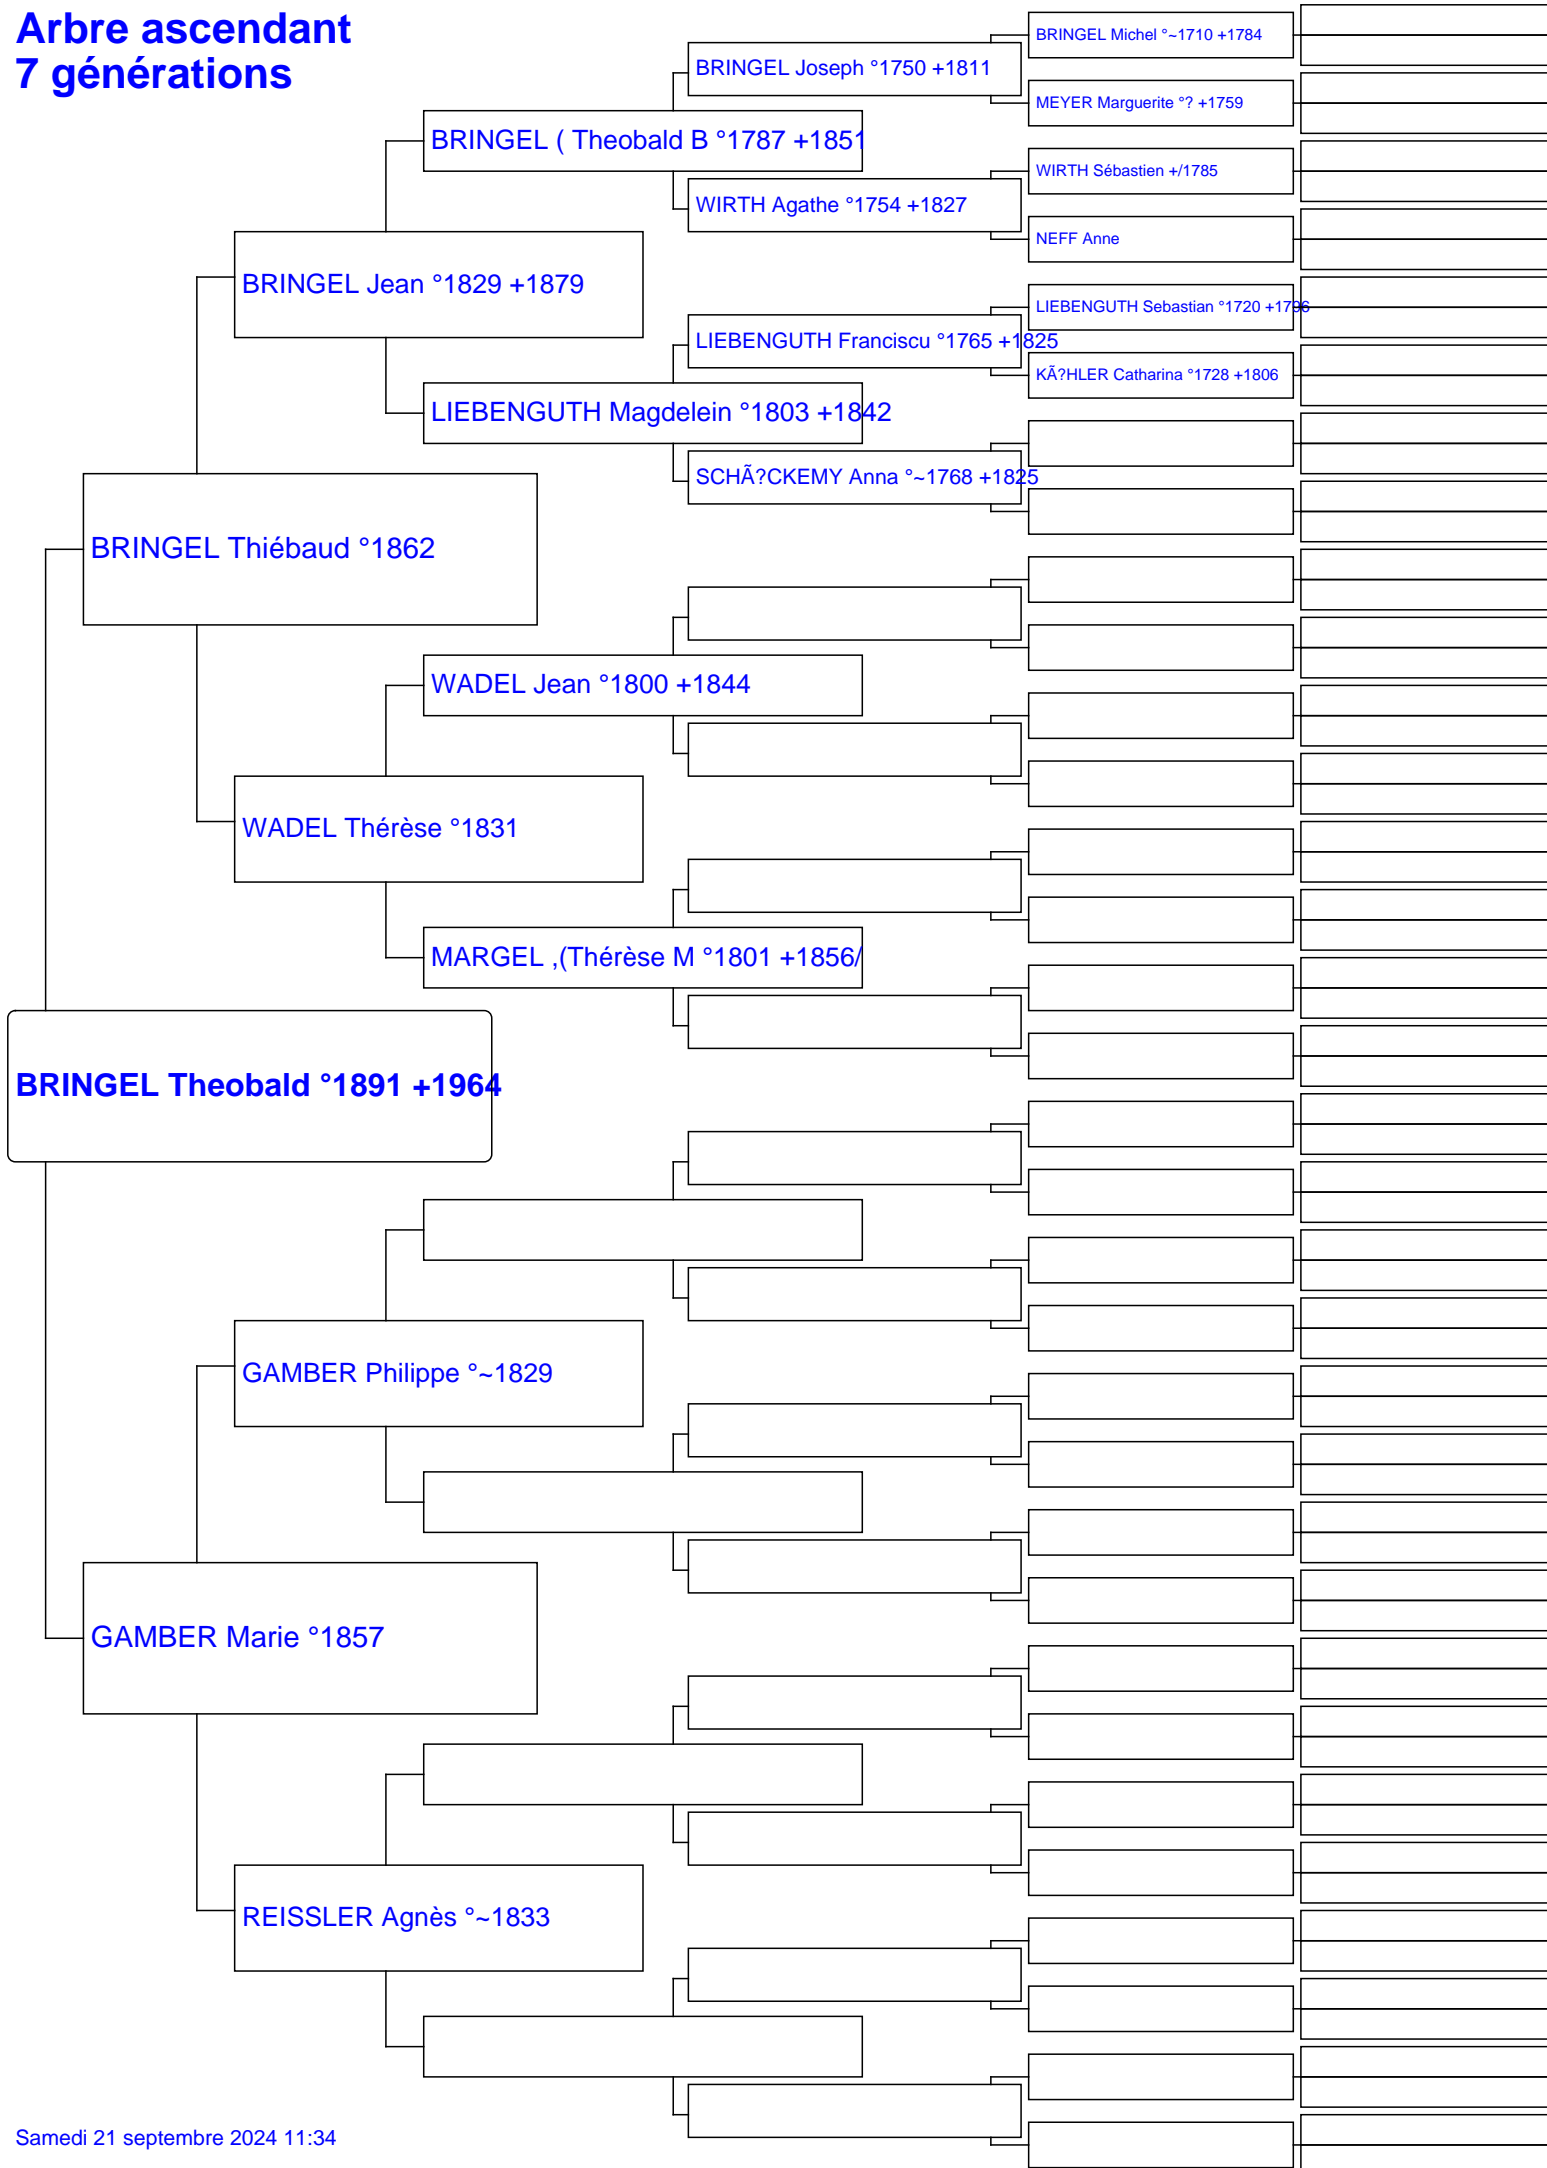 Arbre ascendant
7 générations
BRINGEL Michel °~1710 +1784
BRINGEL Joseph °1750 +1811
MEYER Marguerite °? +1759
BRINGEL ( Theobald B °1787 +1851
WIRTH Sébastien +/1785
WIRTH Agathe °1754 +1827
NEFF Anne
BRINGEL Jean °1829 +1879
LIEBENGUTH Sebastian °1720 +1796
LIEBENGUTH Franciscu °1765 +1825
KÃ?HLER Catharina °1728 +1806
LIEBENGUTH Magdelein °1803 +1842
SCHÃ?CKEMY Anna °~1768 +1825
BRINGEL Thiébaud °1862
WADEL Jean °1800 +1844
WADEL Thérèse °1831
MARGEL ,(Thérèse M °1801 +1856/
BRINGEL Theobald °1891 +1964
GAMBER Philippe °~1829
GAMBER Marie °1857
REISSLER Agnès °~1833
Samedi 21 septembre 2024 11:34